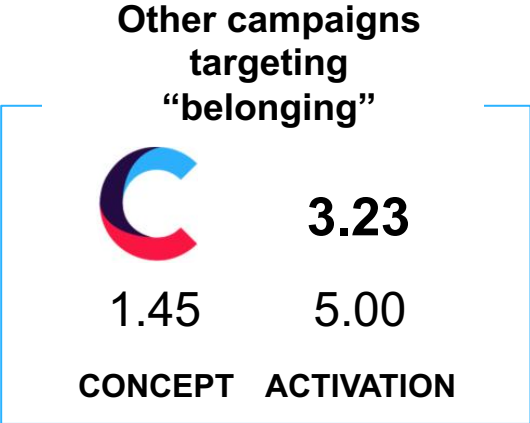 Other campaigns
targeting
“belonging”
C 3.23
1.45 5.00
CONCEPT ACTIVATION